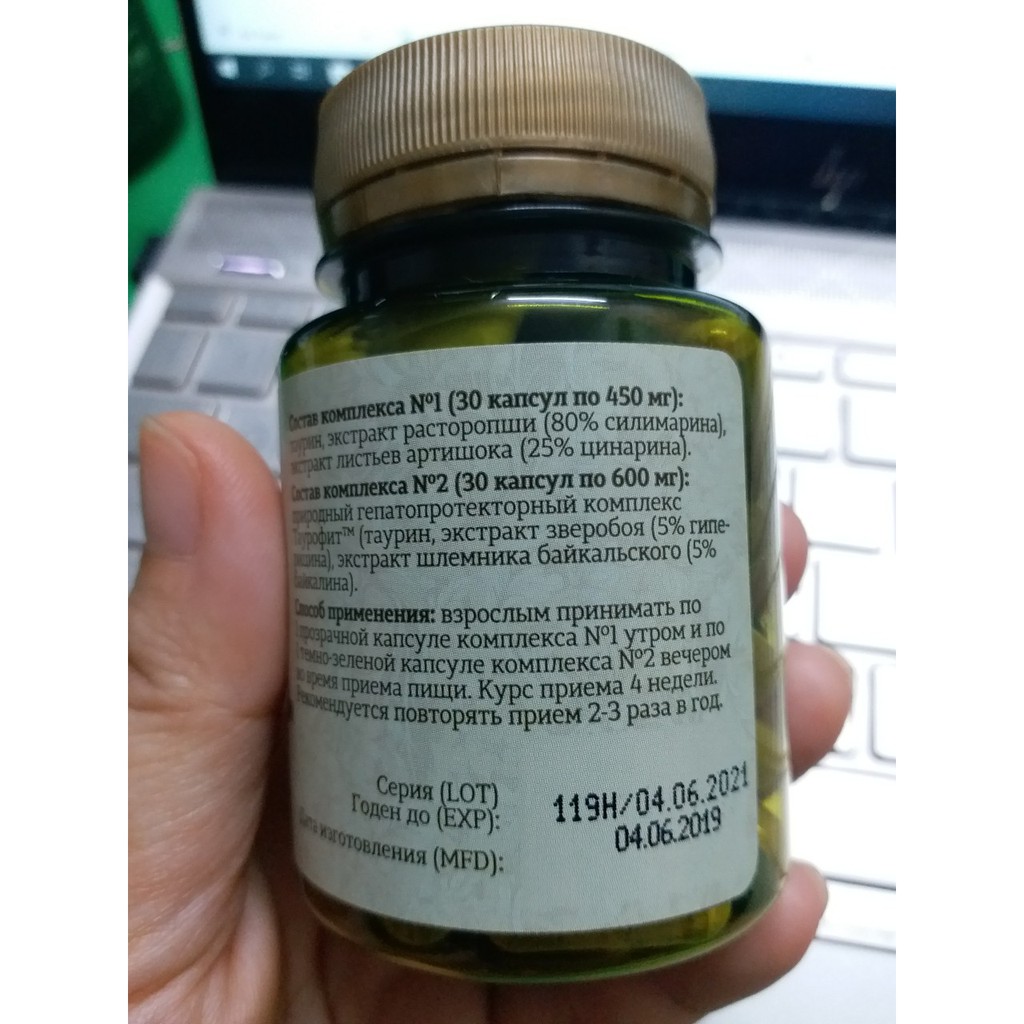 Состав комплекса №1 (30 капсул по 450 мг):
таурин, экстракт расторопши (80% силимарина),
экстракт листьев артишока (25% цинарина).
Состав комплекса №2 (30 капсул по 600 мг):
природный гепатопротекторный комплекс
Таурофит™ (таурин, экстракт зверобоя (5% гипе-
рицина), экстракт шлемника байкальского (5%
байкалина).
Способ применения: взрослым принимать по
1 прозрачной капсуле комплекса №1 утром и по
1 темно-зеленой капсуле комплекса №2 вечером
во время приема пищи. Курс приема 4 недели.
Рекомендуется повторять прием 2-3 раза в год.
Серия (LOT)
Годен до (EXP): 119Н/04.06.2021
Дата изготовления (MFD): 04.06.2019
hp